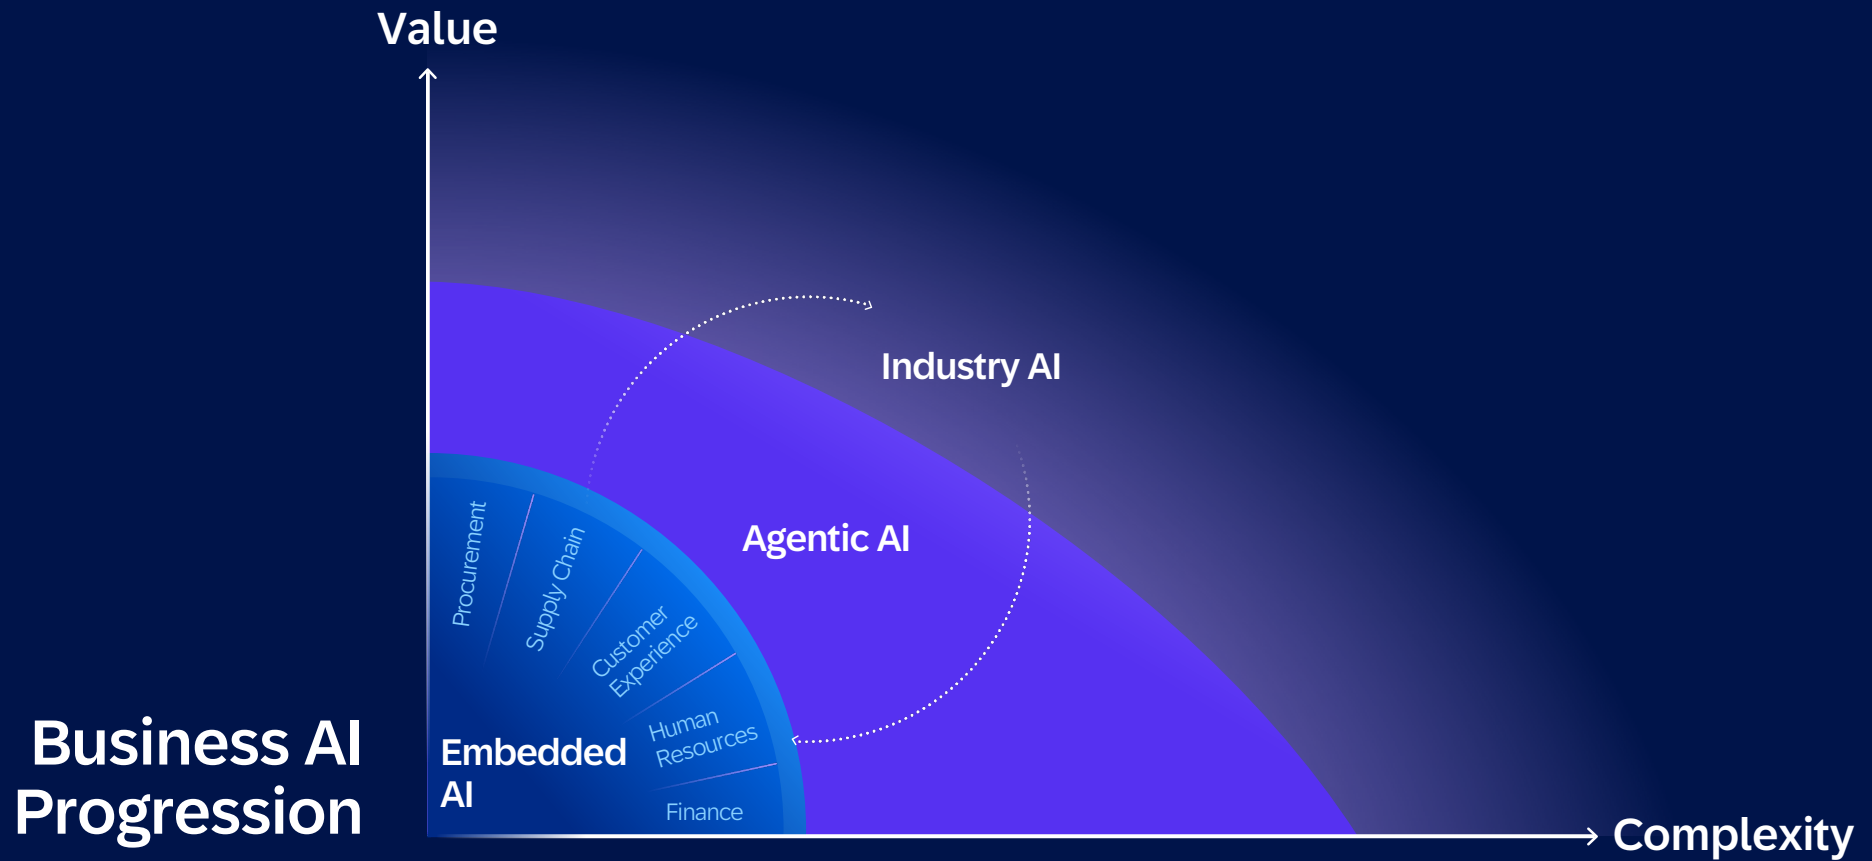 Value
Industry AI
Agentic AI
Procurement
Supply Chain
Customer
Experience
Human
Resources
Finance
Embedded
AI
Business AI
Progression
Complexity